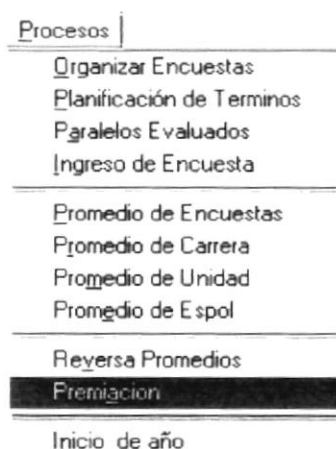 Procesos
Organizar Encuestas
Planificación de Terminos
Paralelos Evaluados
Ingreso de Encuesta
Promedio de Encuestas
Promedio de Carrera
Promedio de Unidad
Promedio de Espol
Reversa Promedios
Premiacion
Inicio de año